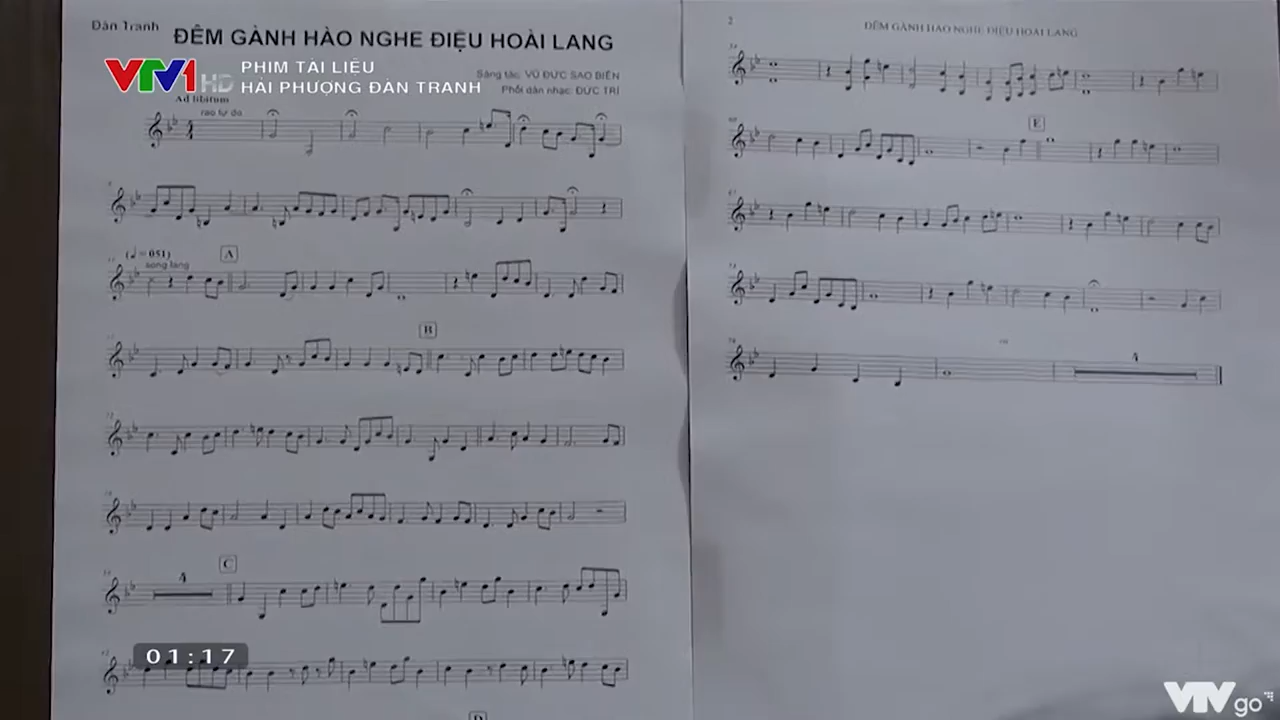 Đàn Tranh
ĐÊM GÀNH HÀO NGHE ĐIỆU HOÀI LANG
VTV1 HD
PHIM TÀI LIỆU
HẢI PHƯỢNG ĐÀN TRANH
Sáng tác: VŨ ĐỨC SAO BIỂN
Phối dàn nhạc: ĐỨC TRÍ
Ad libitum
rao tự do
(♩ = 051)
song lang
A
B
4
C
01:17
D
2
ĐÊM GÀNH HÀO NGHE ĐIỆU HOÀI LANG
E
4
VTV go